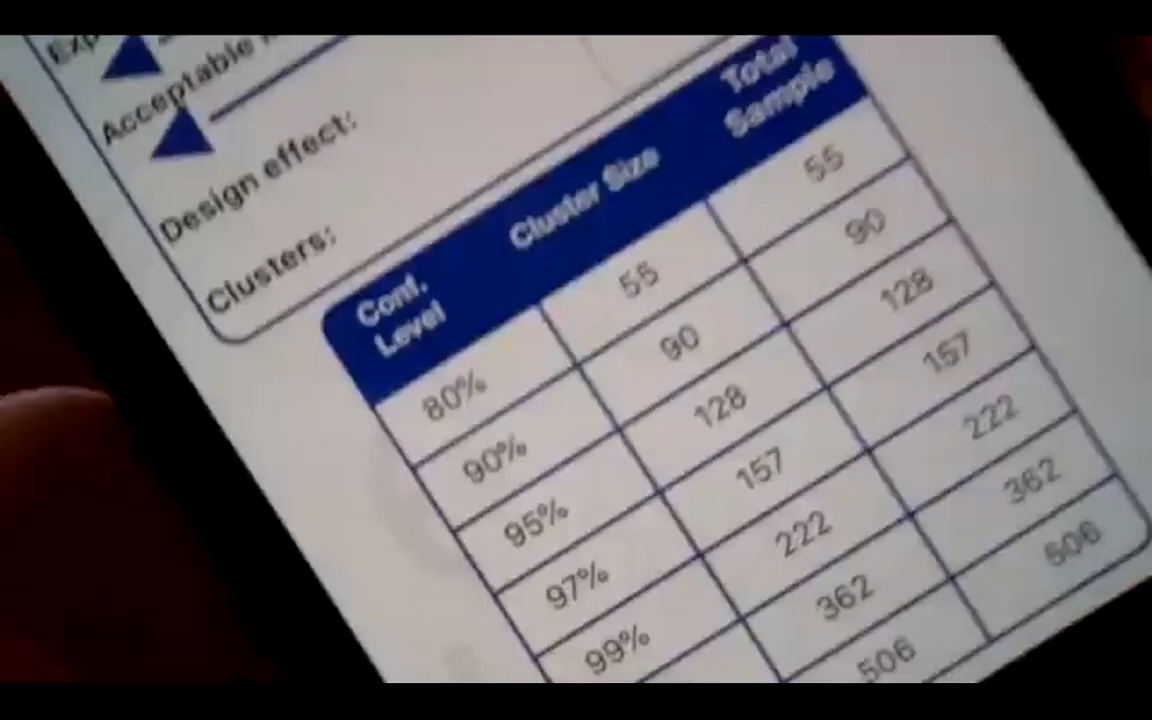 Exp
Acceptable
Design effect:
Clusters:
Conf. Level Cluster Size Total Sample
80% 55 55
90% 90 90
95% 128 128
97% 157 157
99% 222 222
362 362
506 506